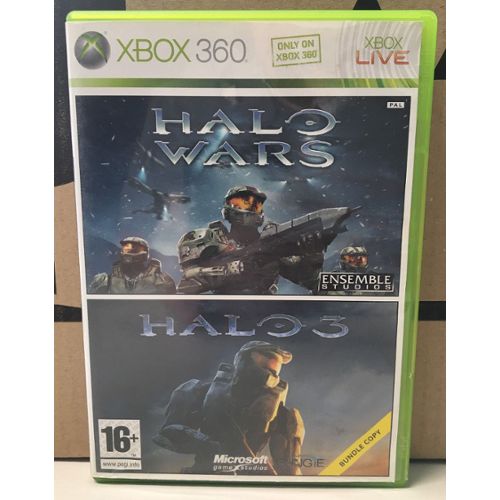 XBOX 360
ONLY ON
XBOX 360
XBOX
LIVE
PAL
HALO
WARS
ENSEMBLE
STUDIOS
HALO 3
16+
www.pegi.info
Microsoft
game studios
BUNGIE
BUNDLE COPY